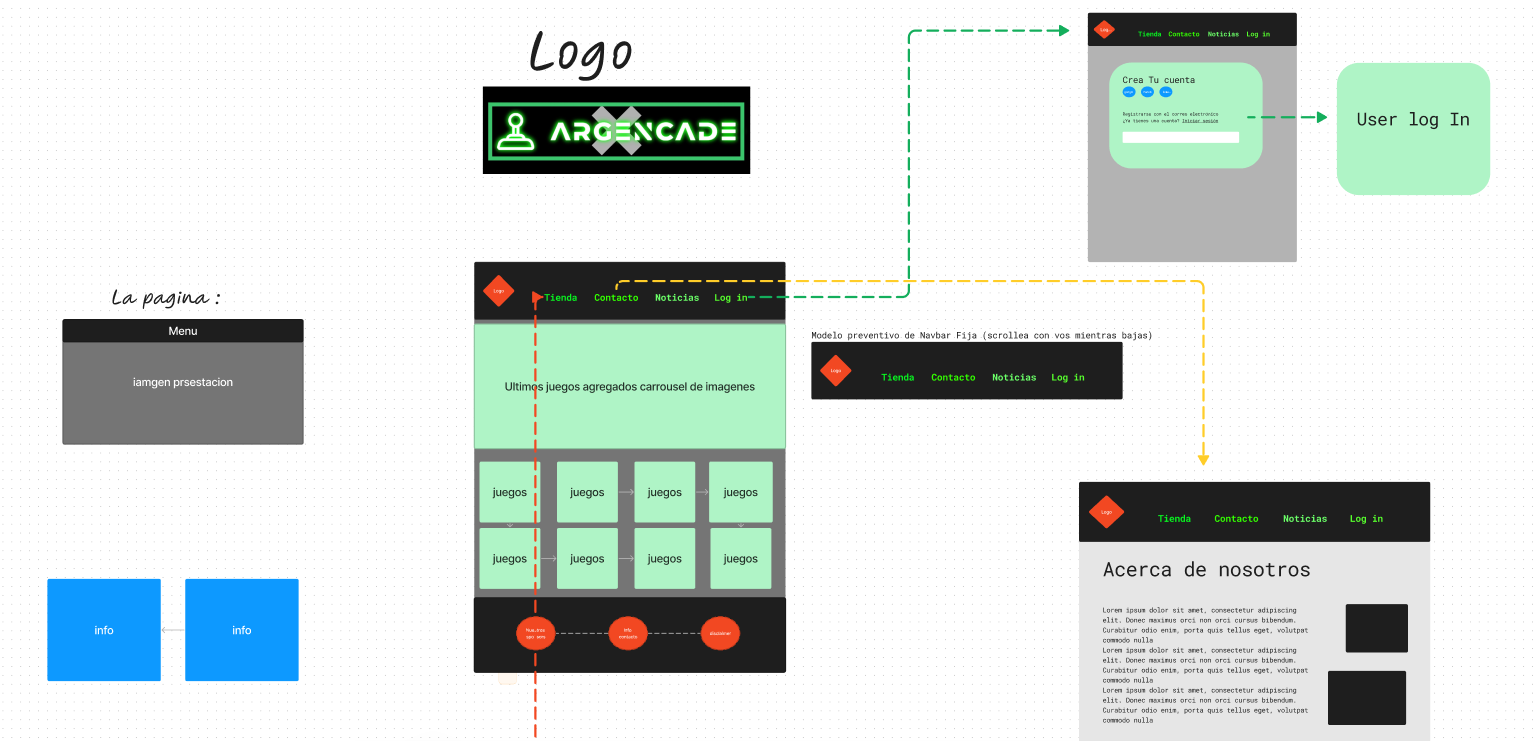 Logo
ARGENCADE
La pagina :
Menu
iamgen prsestacion
info
info
Logo
Tienda Contacto Noticias Log in
Ultimos juegos agregados carrousel de imagenes
juegos juegos juegos juegos
juegos juegos juegos juegos
info
contacto
disclaimer
Modelo preventivo de Navbar Fija (scrollea con vos mientras bajas)
Logo
Tienda Contacto Noticias Log in
Tienda Contacto Noticias Log in
Crea Tu cuenta
Registrarse con el correo electronico
¿Ya tienes una cuenta? Iniciar sesión
User log In
Logo
Tienda Contacto Noticias Log in
Acerca de nosotros
Lorem ipsum dolor sit amet, consectetur adipiscing
elit. Donec maximus orci non orci cursus bibendum.
Curabitur odio enim, porta quis tellus eget, volutpat
commodo nulla
Lorem ipsum dolor sit amet, consectetur adipiscing
elit. Donec maximus orci non orci cursus bibendum.
Curabitur odio enim, porta quis tellus eget, volutpat
commodo nulla
Lorem ipsum dolor sit amet, consectetur adipiscing
elit. Donec maximus orci non orci cursus bibendum.
Curabitur odio enim, porta quis tellus eget, volutpat
commodo nulla